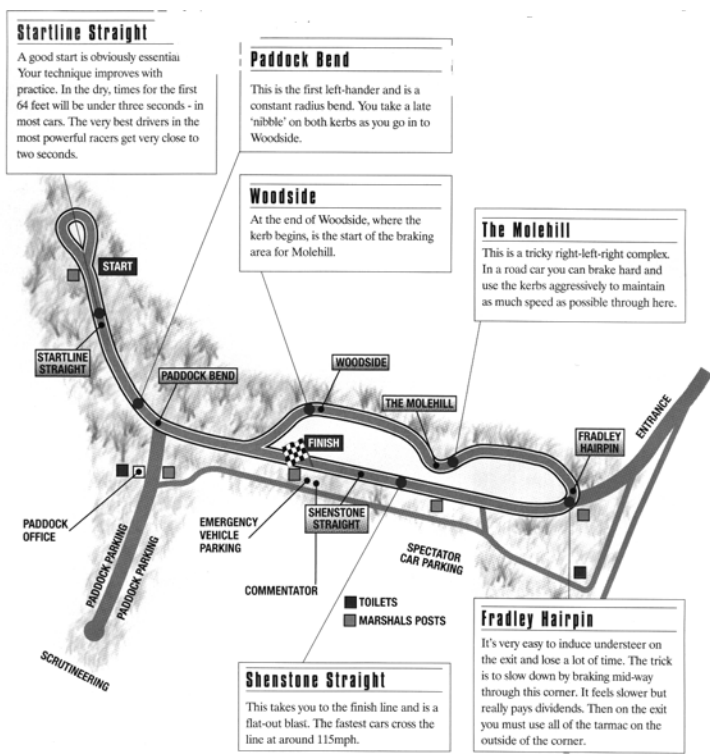 Startline Straight
A good start is obviously essential
Your technique improves with
practice. In the dry, times for the first
64 feet will be under three seconds - in
most cars. The very best drivers in the
most powerful racers get very close to
two seconds.
Paddock Bend
This is the first left-hander and is a
constant radius bend. You take a late
‘nibble’ on both kerbs as you go in to
Woodside.
Woodside
At the end of Woodside, where the
kerb begins, is the start of the braking
area for Molehill.
The Molehill
This is a tricky right-left-right complex.
In a road car you can brake hard and
use the kerbs aggressively to maintain
as much speed as possible through here.
START
STARTLINE
STRAIGHT
PADDOCK BEND
WOODSIDE
THE MOLEHILL
FINISH
FRADLEY
HAIRPIN
ENTRANCE
PADDOCK
OFFICE
EMERGENCY
VEHICLE
PARKING
SHENSTONE
STRAIGHT
SPECTATOR
CAR PARKING
COMMENTATOR
PADDOCK PARKING
PADDOCK PARKING
SCRUTINEERING
TOILETS
MARSHALS POSTS
Shenstone Straight
This takes you to the finish line and is a
flat-out blast. The fastest cars cross the
line at around 115mph.
Fradley Hairpin
It's very easy to induce understeer on
the exit and lose a lot of time. The trick
is to slow down by braking mid-way
through this corner. It feels slower but
really pays dividends. Then on the exit
you must use all of the tarmac on the
outside of the corner.